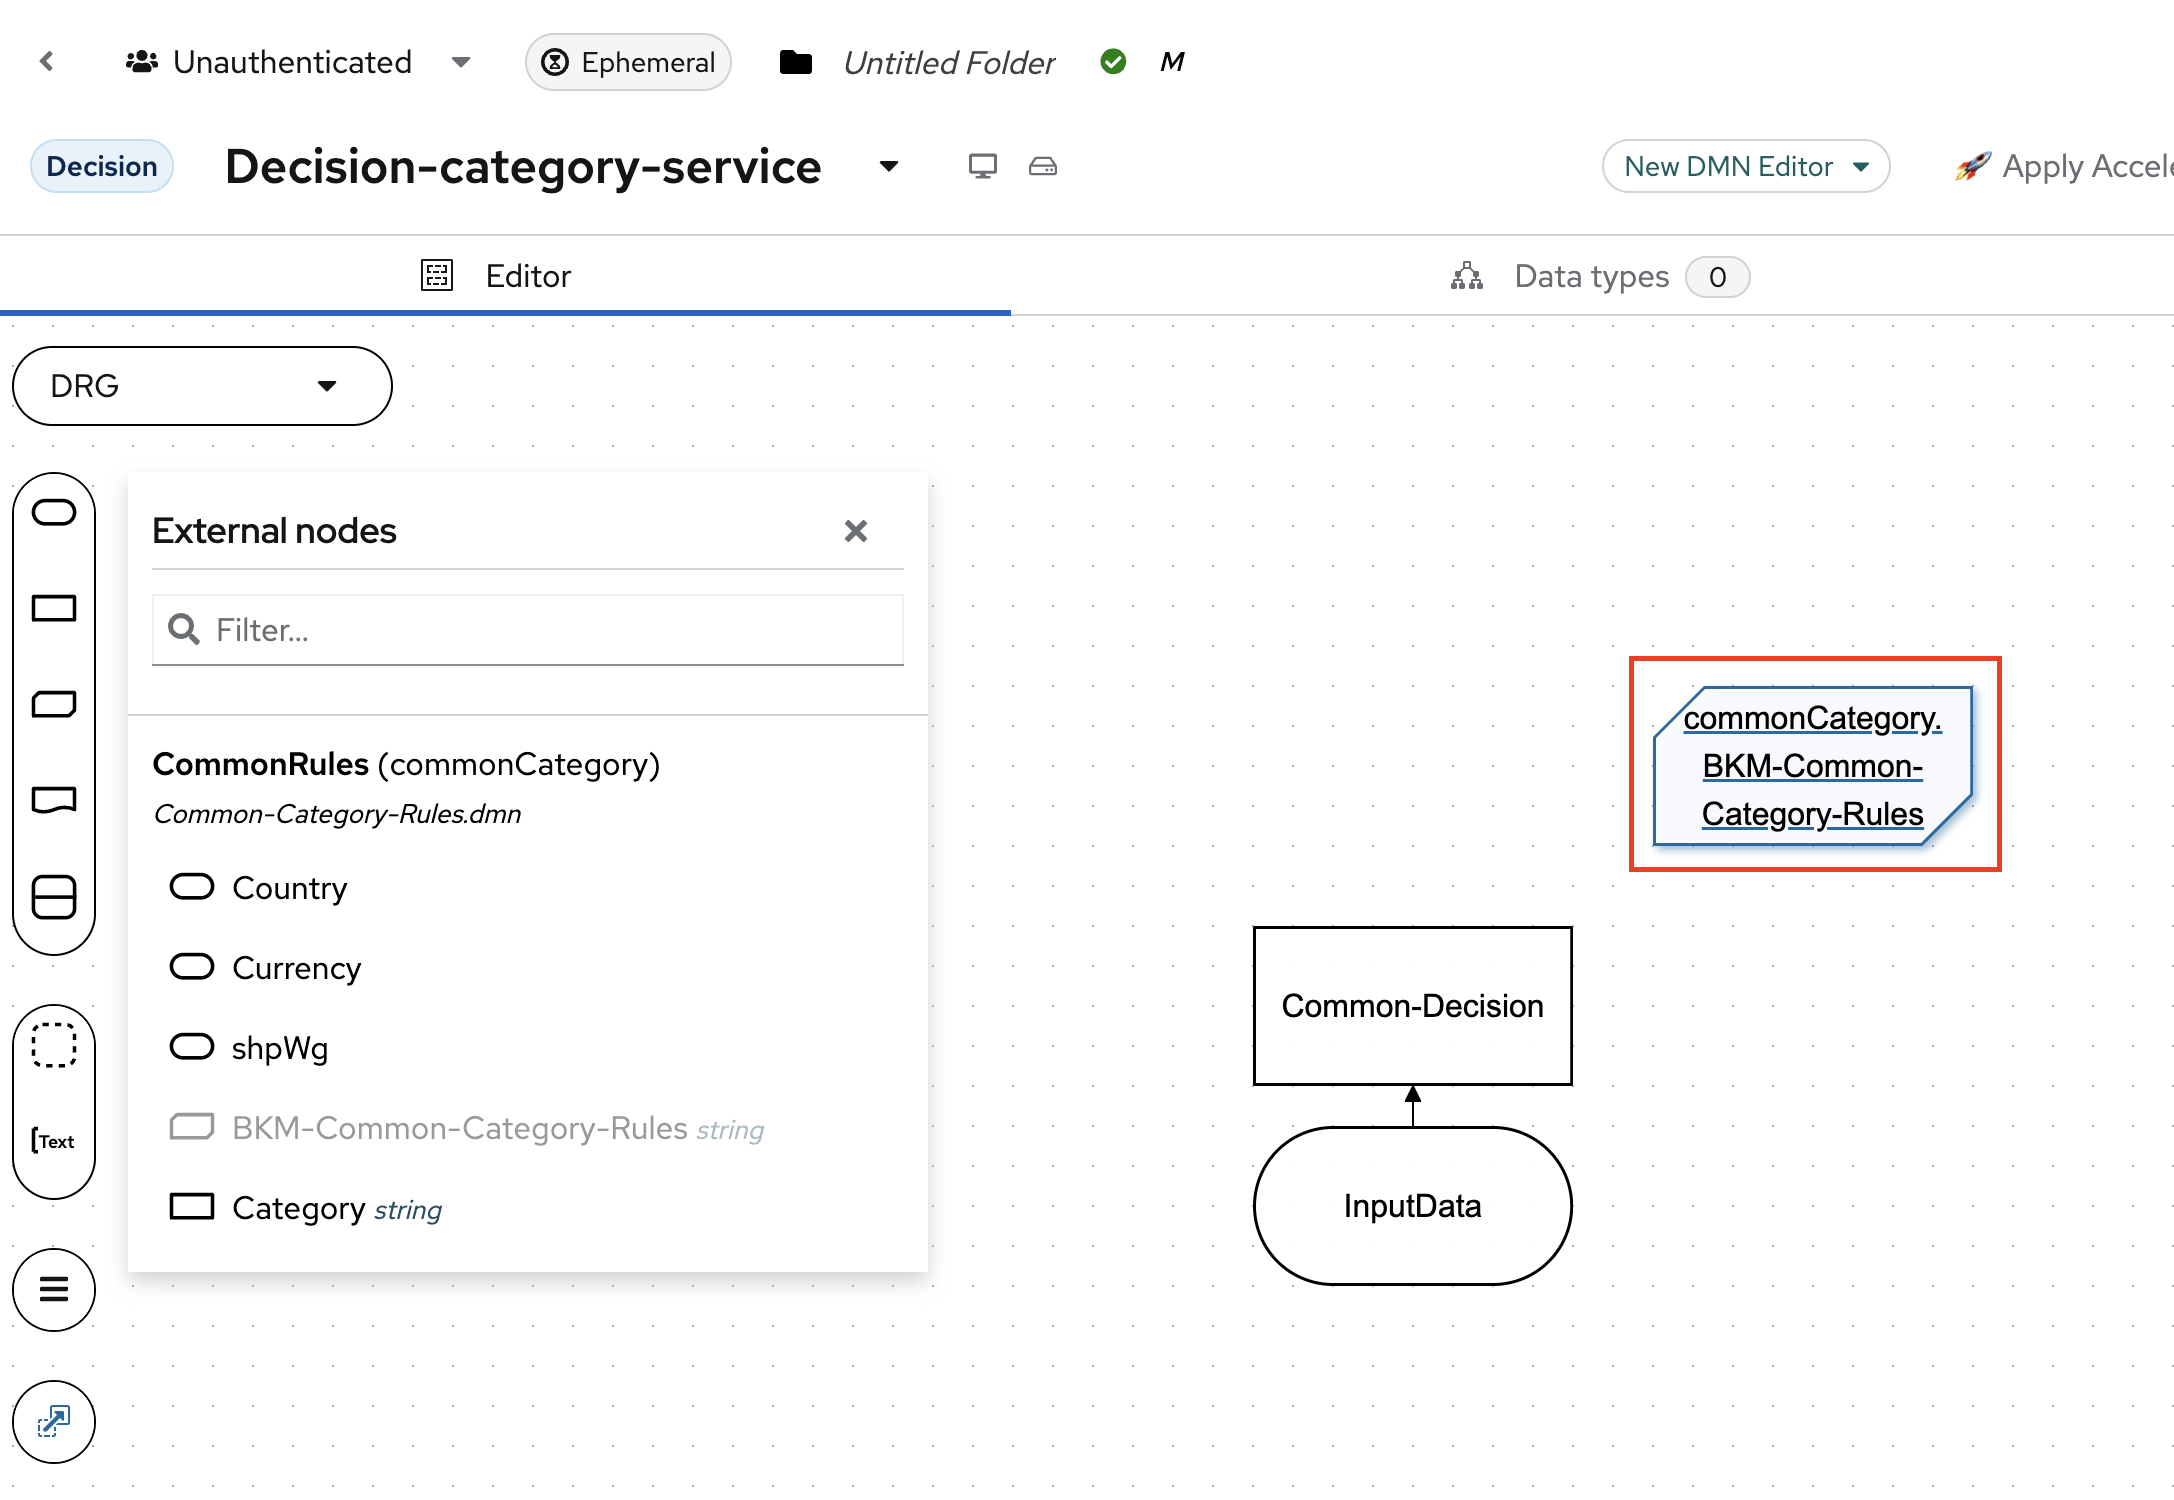 Unauthenticated
Ephemeral
Untitled Folder
M
Decision
Decision-category-service
New DMN Editor
Apply Accele
Editor
Data types 0
DRG
External nodes
Filter...
CommonRules (commonCategory)
Common-Category-Rules.dmn
Country
Currency
shpWg
BKM-Common-Category-Rules string
Category string
Text
commonCategory.
BKM-Common-
Category-Rules
Common-Decision
InputData